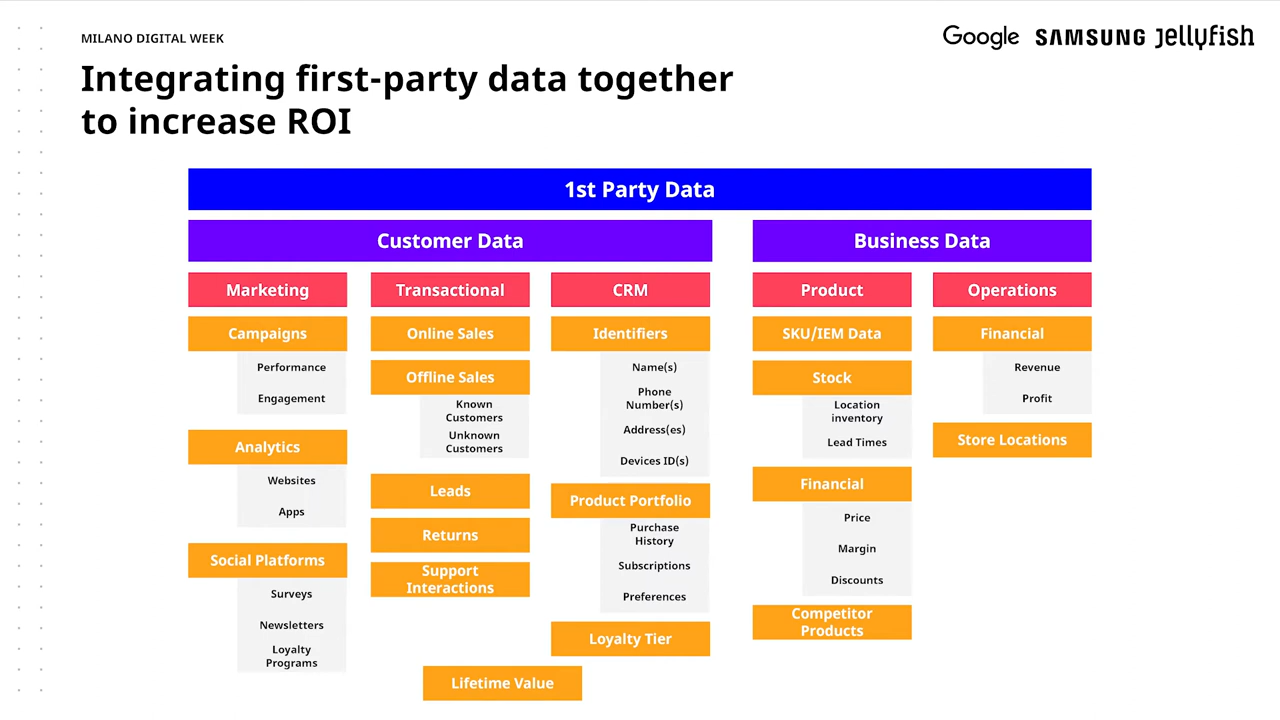 MILANO DIGITAL WEEK
Google SAMSUNG Jellyfish
Integrating first-party data together
to increase ROI
1st Party Data
Customer Data
Business Data
Marketing
Transactional
CRM
Product
Operations
Campaigns
Performance
Engagement
Analytics
Websites
Apps
Social Platforms
Surveys
Newsletters
Loyalty
Programs
Online Sales
Offline Sales
Known
Customers
Unknown
Customers
Leads
Returns
Support
Interactions
Identifiers
Name(s)
Phone
Number(s)
Address(es)
Devices ID(s)
Product Portfolio
Purchase
History
Subscriptions
Preferences
Loyalty Tier
Lifetime Value
SKU/IEM Data
Stock
Location
inventory
Lead Times
Financial
Price
Margin
Discounts
Competitor
Products
Financial
Revenue
Profit
Store Locations